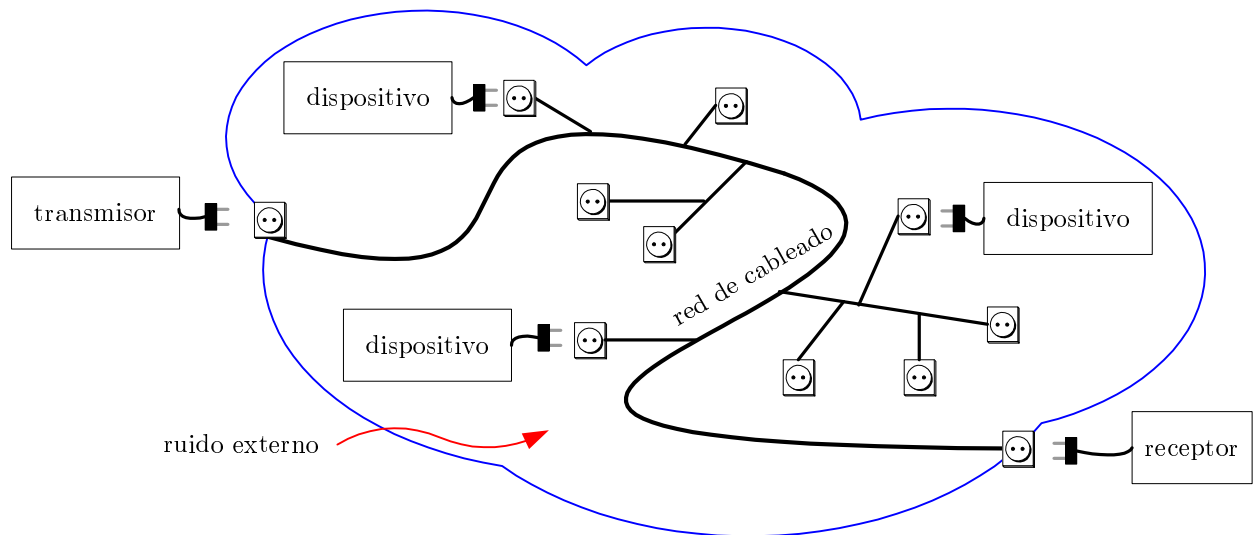 dispositivo
transmisor
dispositivo
red de cableado
dispositivo
ruido externo
receptor